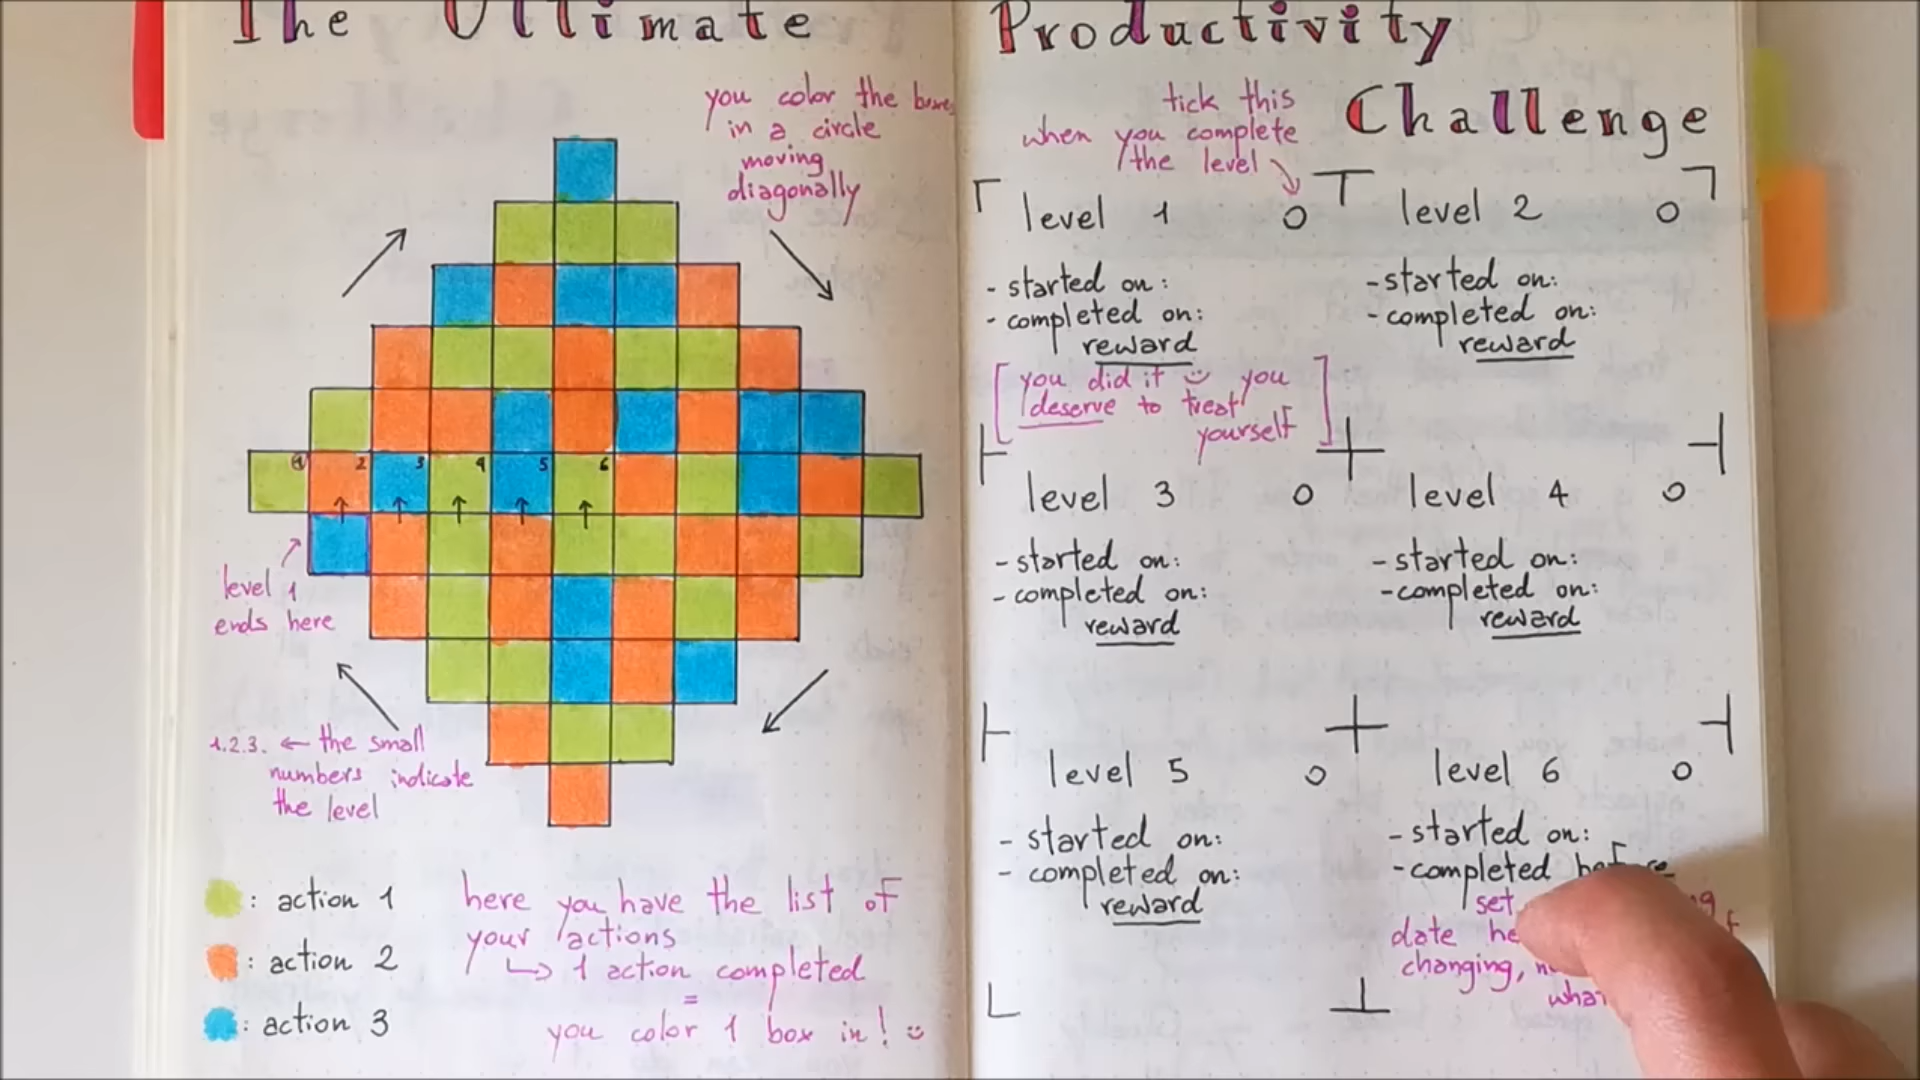 The Ultimate
Productivity
Challenge
you color the boxes
in a circle
moving
diagonally
1 2 3 4 5 6
level 1
ends here
1.2.3. ← the small
numbers indicate
the level
: action 1
: action 2
: action 3
here you have the list of
your actions
↳ 1 action completed
=
you color 1 box in! ☺
tick this
when you complete
the level
level 1
- started on:
- completed on:
reward
[you did it ☺ you
deserve to treat
yourself]
level 2
- started on:
- completed on:
reward
level 3
- started on:
- completed on:
reward
level 4
- started on:
- completed on:
reward
level 5
- started on:
- completed on:
reward
level 6
- started on:
- completed before
set
date
changing,